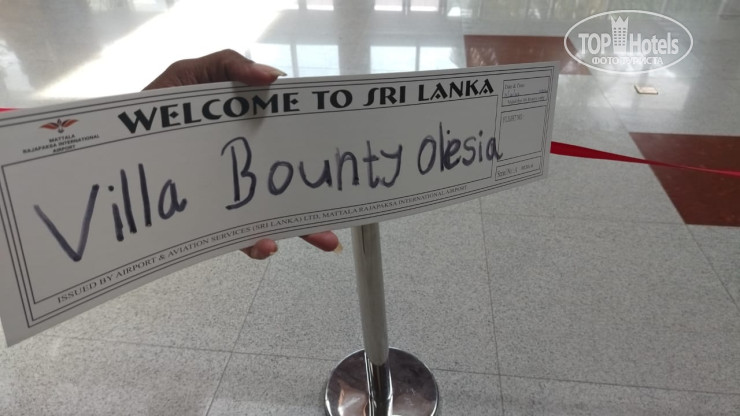 TOP Hotels
ФОТО ТУРИСТА
WELCOME TO SRI LANKA
MATTALA
RAJAPAKSA INTERNATIONAL
AIRPORT
Villa Bounty Olesia
ISSUED BY AIRPORT & AVIATION SERVICES (SRI LANKA) LTD, MATTALA RAJAPAKSA INTERNATIONAL AIRPORT